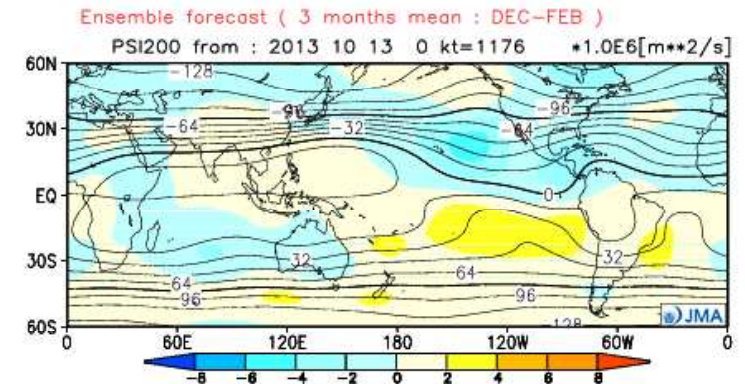 Ensemble forecast ( 3 months mean : DEC-FEB )
PSI200 from : 2013 10 13   0 kt=1176   *1.0E6[m**2/s]
60N
-128
-96
-96
30N
-64
-32
-64
EQ
0
30S
32
32
64
64
96
96
60S
-128
JMA
0 60E 120E 180 120W 60W 0
-8 -6 -4 -2 0 2 4 6 8